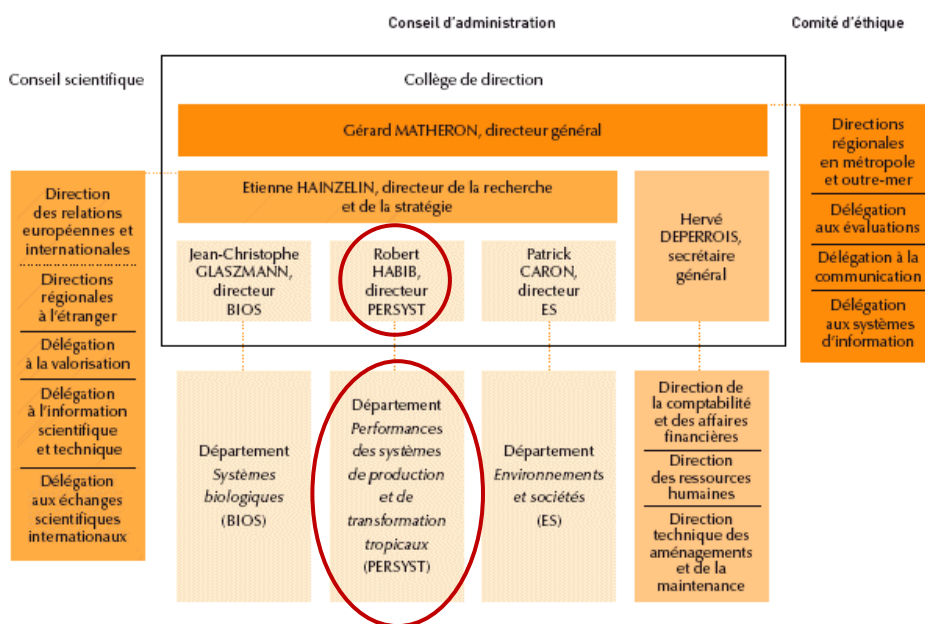 Conseil d'administration
Comité d'éthique
Conseil scientifique
Collège de direction
Gérard MATHERON, directeur général
Etienne HAINZELIN, directeur de la recherche
et de la stratégie
Jean-Christophe
GLASZMANN,
directeur
BIOS
Robert
HABIB,
directeur
PERSYST
Patrick
CARON,
directeur
ES
Hervé
DEPERROIS,
secrétaire
général
Direction
des relations
européennes et
internationales
Directions
régionales
à l'étranger
Délégation
à la valorisation
Délégation
à l'information
scientifique
et technique
Délégation
aux échanges
scientifiques
internationaux
Directions
régionales
en métropole
et outre-mer
Délégation
aux évaluations
Délégation à la
communication
Délégation
aux systèmes
d'information
Département
Systèmes
biologiques
(BIOS)
Département
Performances
des systèmes
de production
et de
transformation
tropicaux
(PERSYST)
Département
Environnements
et sociétés
(ES)
Direction de
la comptabilité
et des affaires
financières
Direction
des ressources
humaines
Direction
technique des
aménagements
et de la
maintenance